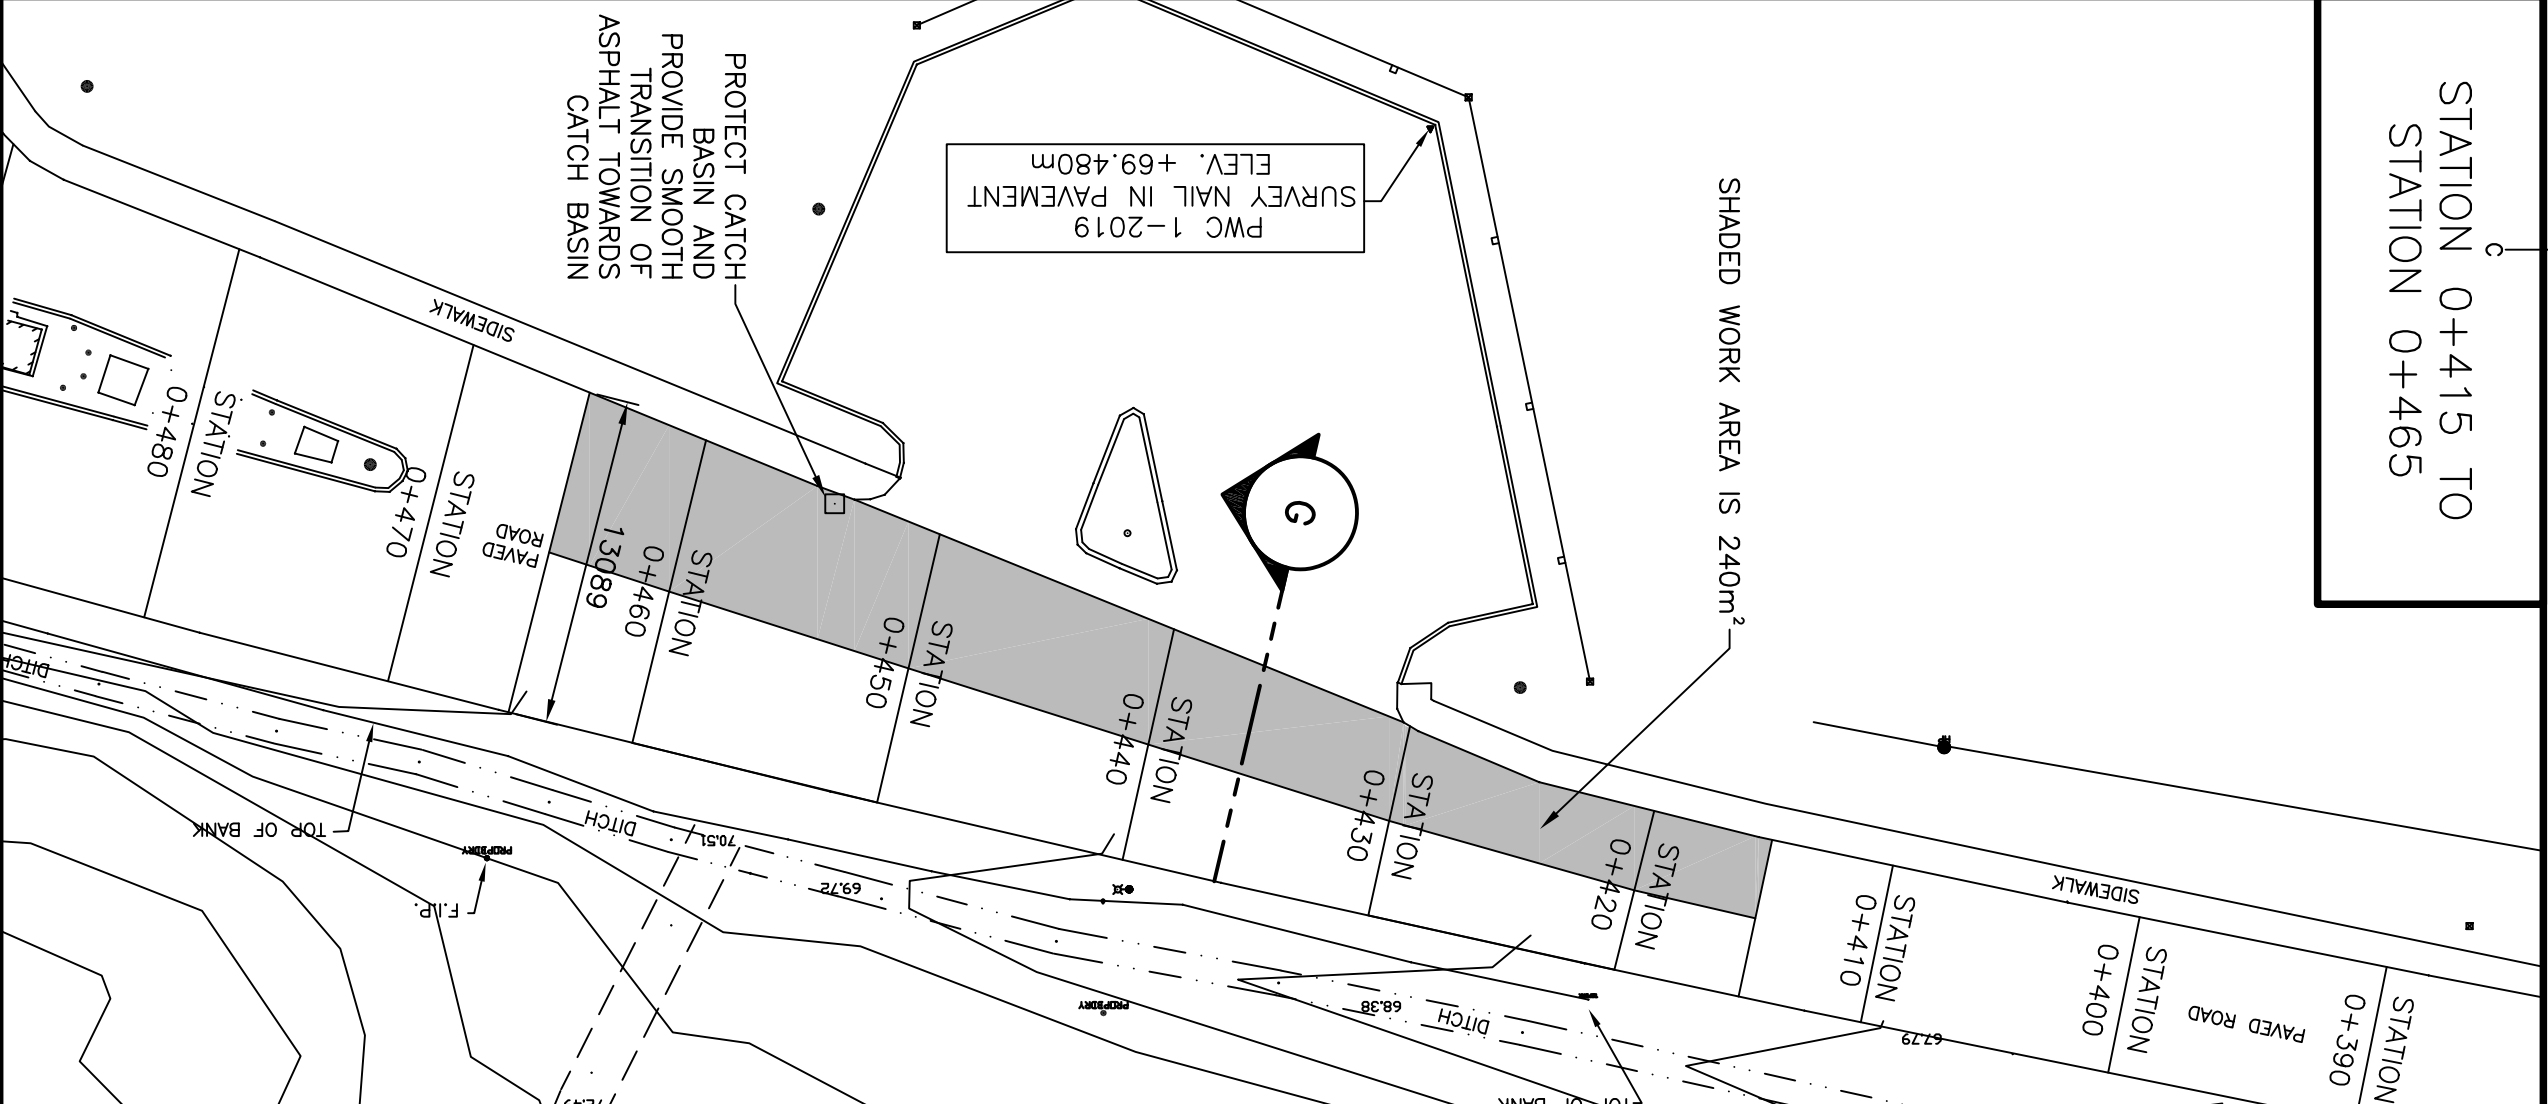 STATION 0+415 TO
STATION 0+465
C
PROTECT CATCH
BASIN AND
PROVIDE SMOOTH
TRANSITION OF
ASPHALT TOWARDS
CATCH BASIN
PWC 1-2019
SURVEY NAIL IN PAVEMENT
ELEV. +69.480m
SHADED WORK AREA IS 240m²
G
SIDEWALK
STATION
0+480
STATION
0+470
PAVED
ROAD
13089
STATION
0+460
STATION
0+450
STATION
0+440
STATION
0+430
STATION
0+420
STATION
0+410
STATION
0+400
STATION
0+390
SIDEWALK
PAVED ROAD
DITCH
TOP OF BANK
DITCH
70.51
69.72
F.I.P.
68.38
DITCH
67.79
TOP OF BANK